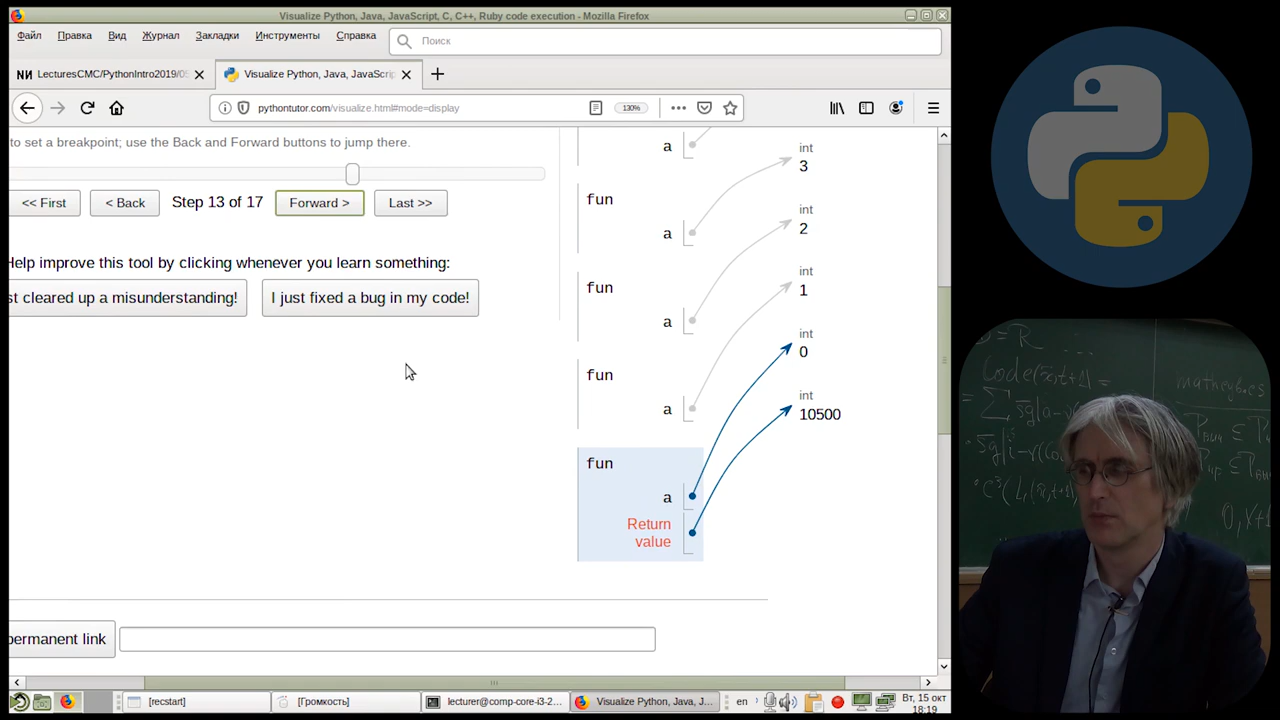 Visualize Python, Java, JavaScript, C, C++, Ruby code execution - Mozilla Firefox
Файл Правка Вид Журнал Закладки Инструменты Справка Поиск
LecturesCMC/PythonIntro2019/05 Visualize Python, Java, JavaScrip
pythontutor.com/visualize.html#mode=display 130%
to set a breakpoint; use the Back and Forward buttons to jump there.
<< First < Back Step 13 of 17 Forward > Last >>
Help improve this tool by clicking whenever you learn something:
st cleared up a misunderstanding! I just fixed a bug in my code!
a
int
3
fun
a
int
2
fun
a
int
1
fun
a
int
0
int
10500
fun
a
Return
value
permanent link
[recstart] [Громкость] lecturer@comp-core-i3-2... Visualize Python, Java, J... en Вт, 15 окт
18:19
Code(